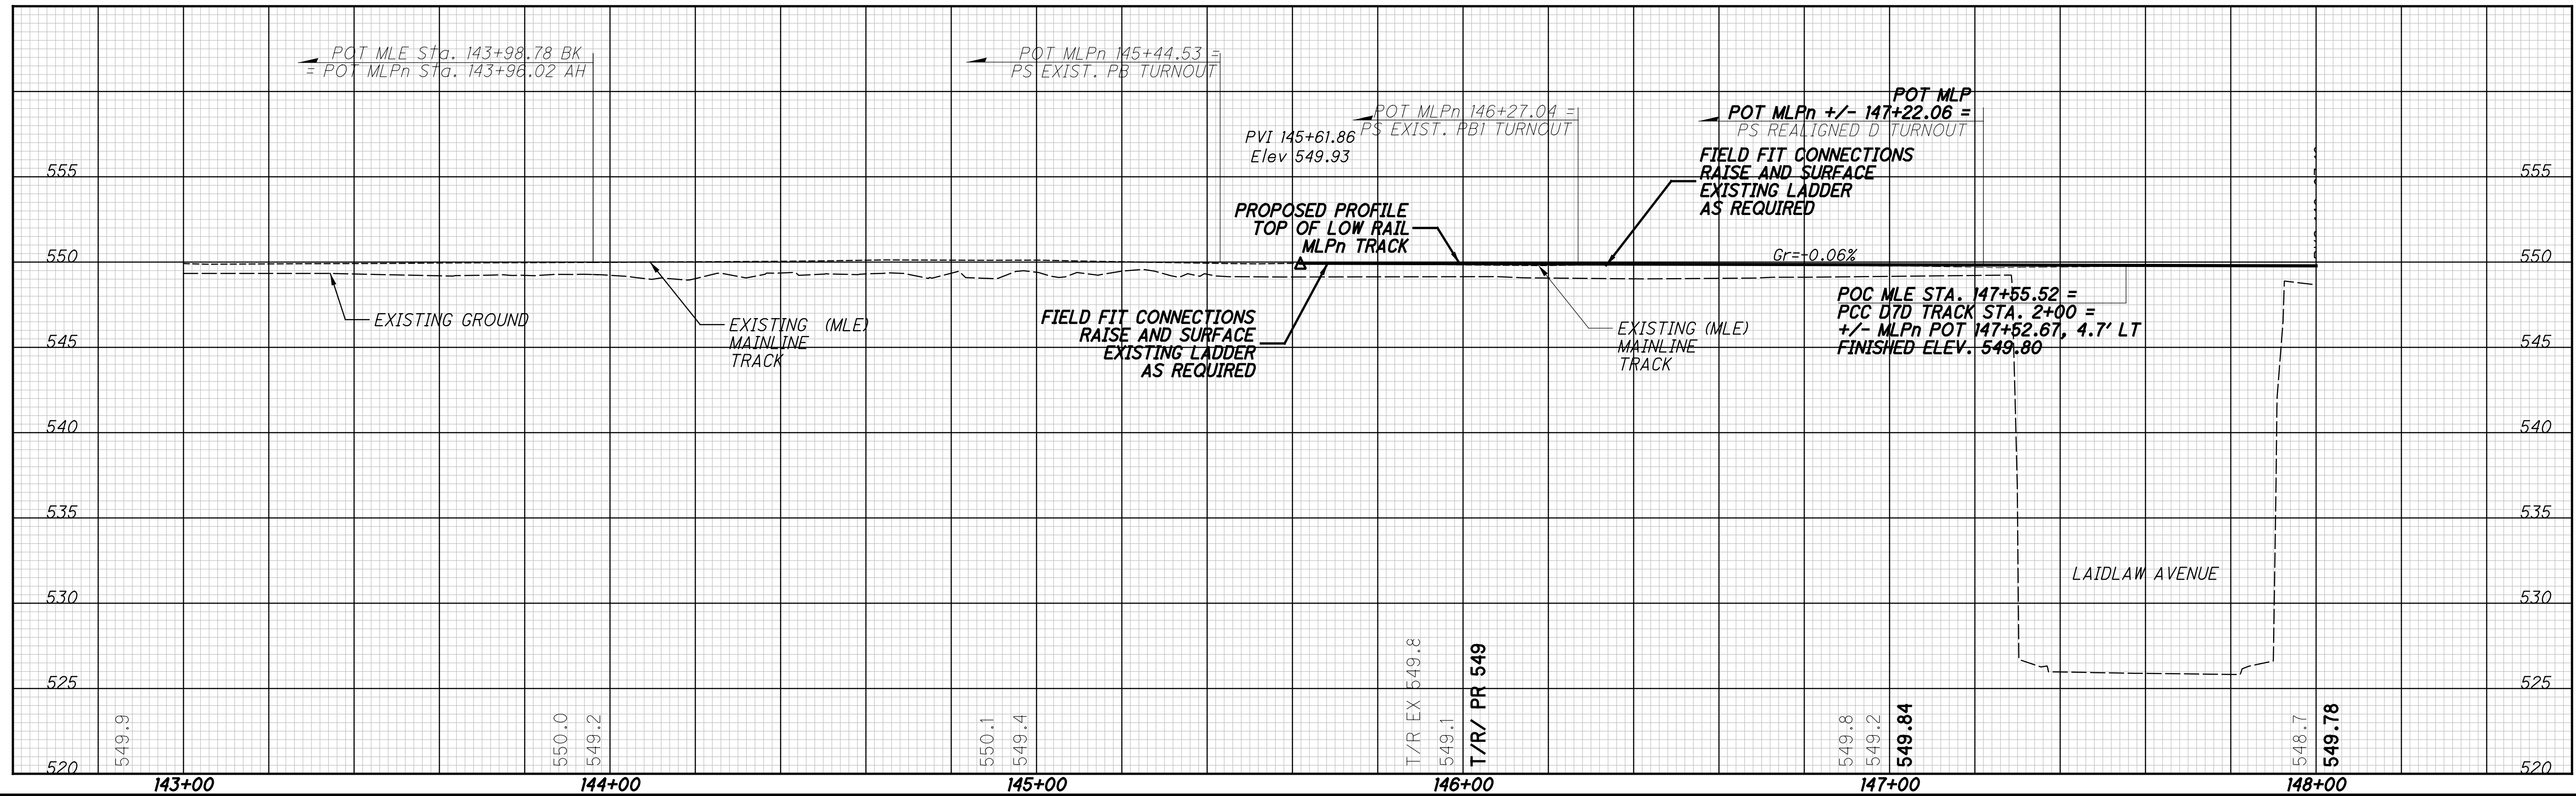 POT MLE Sta. 143+98.78 BK
= POT MLPn Sta. 143+96.02 AH
POT MLPn 145+44.53 =
PS EXIST. PB TURNOUT
POT MLPn 146+27.04 =
PS EXIST. PB1 TURNOUT
POT MLP
POT MLPn +/- 147+22.06 =
PS REALIGNED D TURNOUT
PVI 145+61.86
Elev 549.93
FIELD FIT CONNECTIONS
RAISE AND SURFACE
EXISTING LADDER
AS REQUIRED
PROPOSED PROFILE
TOP OF LOW RAIL
MLPn TRACK
Gr=-0.06%
555
550
545
540
535
530
525
520
555
550
545
540
535
530
525
520
EXISTING GROUND
EXISTING (MLE)
MAINLINE
TRACK
FIELD FIT CONNECTIONS
RAISE AND SURFACE
EXISTING LADDER
AS REQUIRED
EXISTING (MLE)
MAINLINE
TRACK
POC MLE STA. 147+55.52 =
PCC D7D TRACK STA. 2+00 =
+/- MLPn POT 147+52.67, 4.7' LT
FINISHED ELEV. 549.80
LAIDLAW AVENUE
549.9
550.0
549.2
550.1
549.4
T/R EX 549.8
549.1
T/R/ PR 549
549.8
549.2
549.84
548.7
549.78
143+00
144+00
145+00
146+00
147+00
148+00